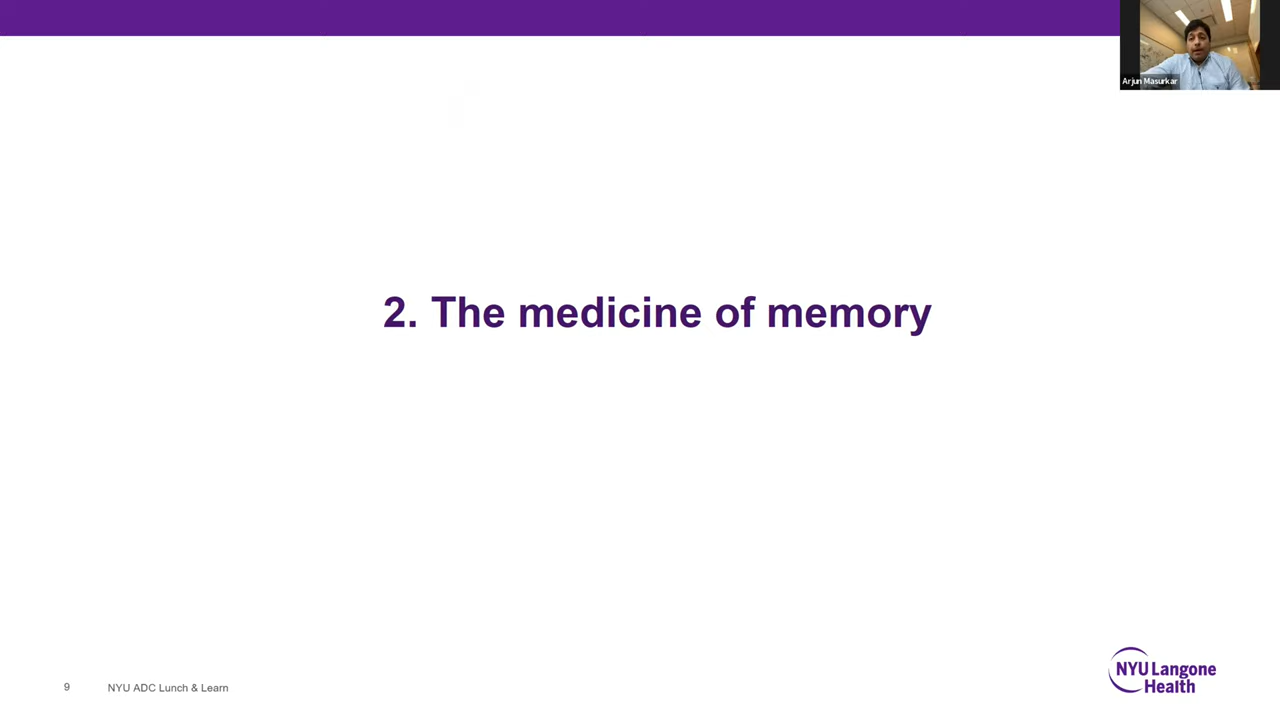 Arjun Masurkar
2. The medicine of memory
9
NYU ADC Lunch & Learn
NYU Langone
Health